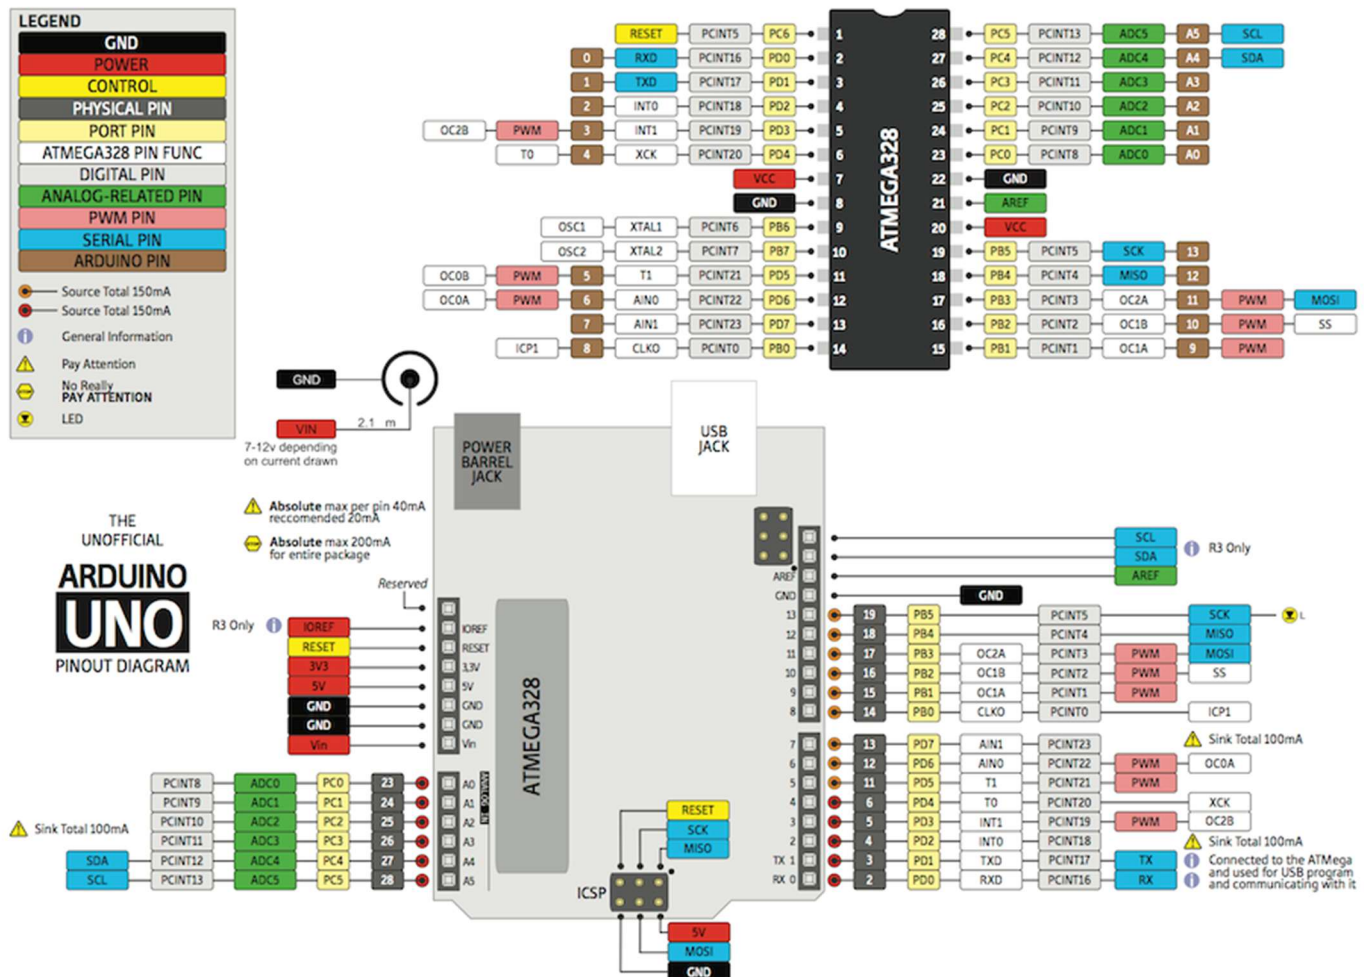 LEGEND
GND
POWER
CONTROL
PHYSICAL PIN
PORT PIN
ATMEGA328 PIN FUNC
DIGITAL PIN
ANALOG-RELATED PIN
PWM PIN
SERIAL PIN
ARDUINO PIN
Source Total 150mA
Source Total 150mA
General Information
Pay Attention
No Really
PAY ATTENTION
LED
RESET PCINT5 PC6 1
0 RXD PCINT16 PD0 2
1 TXD PCINT17 PD1 3
2 INT0 PCINT18 PD2 4
OC2B PWM 3 INT1 PCINT19 PD3 5
T0 4 XCK PCINT20 PD4 6
VCC 7
GND 8
OSC1 XTAL1 PCINT6 PB6 9
OSC2 XTAL2 PCINT7 PB7 10
OC0B PWM 5 T1 PCINT21 PD5 11
OC0A PWM 6 AIN0 PCINT22 PD6 12
7 AIN1 PCINT23 PD7 13
ICP1 8 CLKO PCINT0 PB0 14
ATMEGA328
28 PC5 PCINT13 ADC5 A5 SCL
27 PC4 PCINT12 ADC4 A4 SDA
26 PC3 PCINT11 ADC3 A3
25 PC2 PCINT10 ADC2 A2
24 PC1 PCINT9 ADC1 A1
23 PC0 PCINT8 ADC0 A0
22 GND
21 AREF
20 VCC
19 PB5 PCINT5 SCK 13
18 PB4 PCINT4 MISO 12
17 PB3 PCINT3 OC2A 11 PWM MOSI
16 PB2 PCINT2 OC1B 10 PWM SS
15 PB1 PCINT1 OC1A 9 PWM
GND
VIN
2.1 m
7-12v depending
on current drawn
POWER
BARREL
JACK
USB
JACK
Absolute max per pin 40mA
reccomended 20mA
Absolute max 200mA
for entire package
THE
UNOFFICIAL
ARDUINO
UNO
PINOUT DIAGRAM
Reserved
R3 Only IOREF IOREF
RESET RESET
3V3 3.3V
5V 5V
GND GND
GND GND
Vin Vin
PCINT8 ADC0 PC0 23 A0
PCINT9 ADC1 PC1 24 A1
PCINT10 ADC2 PC2 25 A2
Sink Total 100mA
PCINT11 ADC3 PC3 26 A3
SDA PCINT12 ADC4 PC4 27 A4
SCL PCINT13 ADC5 PC5 28 A5
ANALOG IN
ATMEGA328
SCL
SDA
R3 Only
AREF AREF
GND GND
13 19 PB5 PCINT5 SCK L
12 18 PB4 PCINT4 MISO
11 17 PB3 OC2A PCINT3 PWM MOSI
10 16 PB2 OC1B PCINT2 PWM SS
9 15 PB1 OC1A PCINT1 PWM
8 14 PB0 CLKO PCINT0 ICP1
Sink Total 100mA
7 13 PD7 AIN1 PCINT23
6 12 PD6 AIN0 PCINT22 PWM OC0A
5 11 PD5 T1 PCINT21 PWM
4 6 PD4 T0 PCINT20 XCK
3 5 PD3 INT1 PCINT19 PWM OC2B
2 4 PD2 INT0 PCINT18
Sink Total 100mA
TX 1 3 PD1 TXD PCINT17 TX
RX 0 2 PD0 RXD PCINT16 RX
Connected to the ATMega
and used for USB program
and communicating with it
RESET
SCK
MISO
ICSP
5V
MOSI
GND